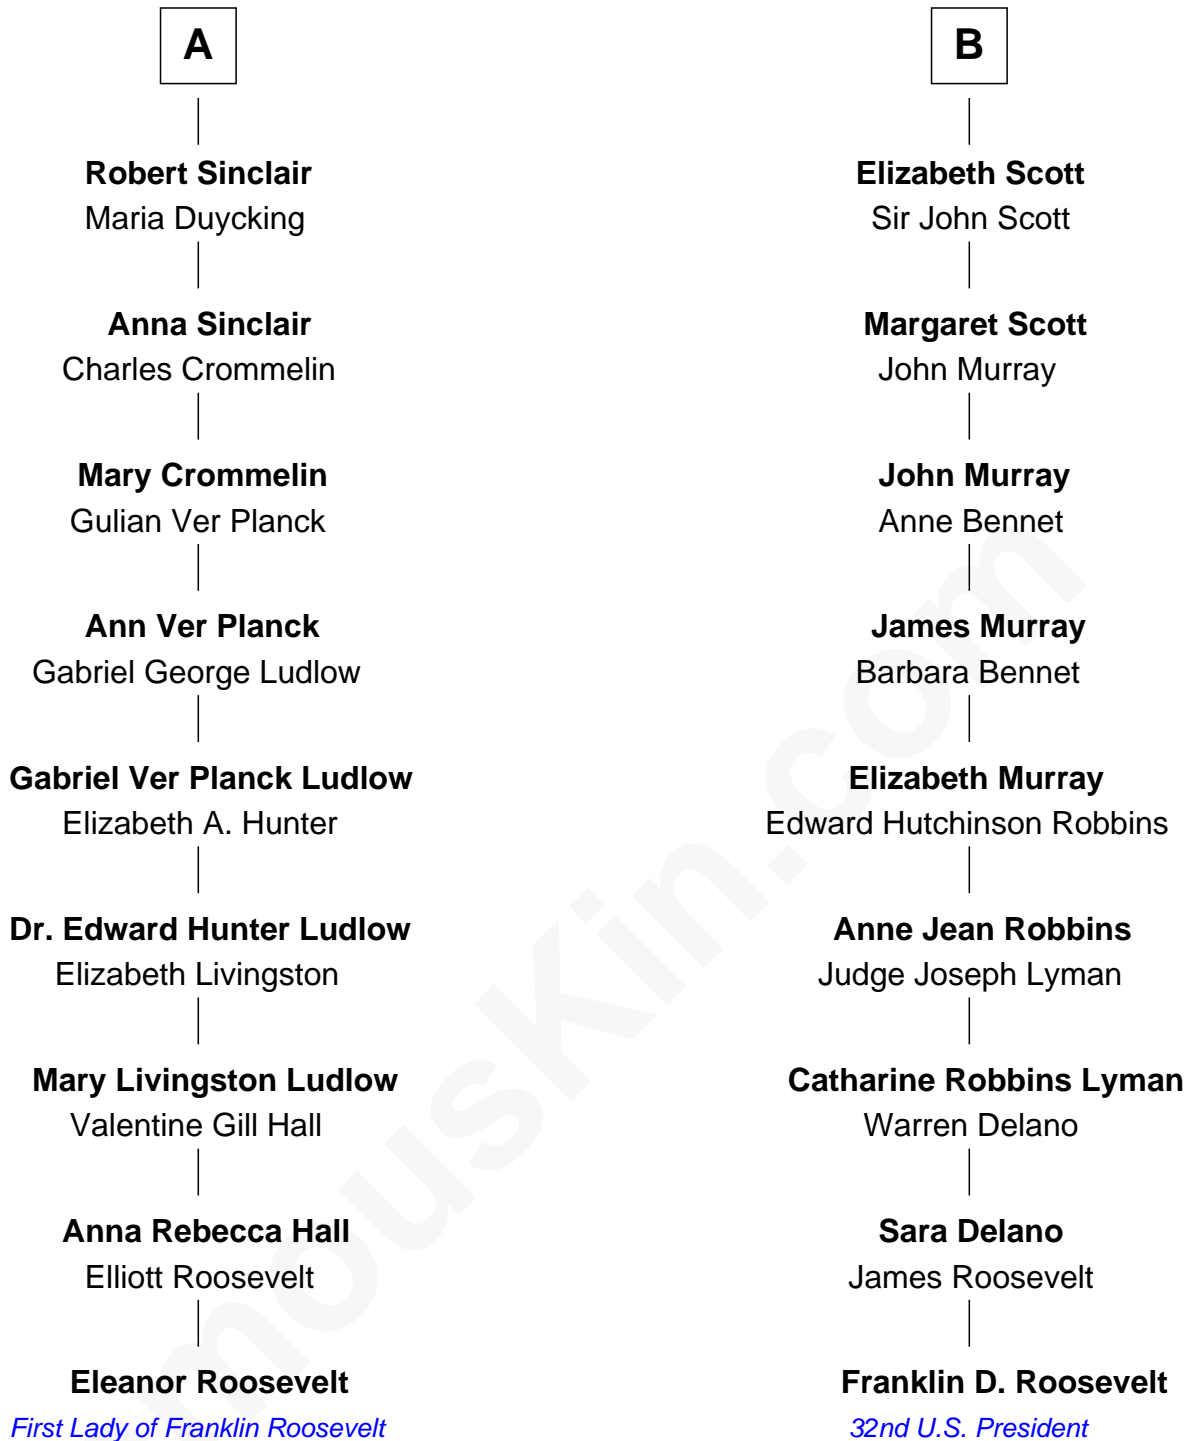 A
Robert Sinclair
Maria Duycking
Anna Sinclair
Charles Crommelin
Mary Crommelin
Gulian Ver Planck
Ann Ver Planck
Gabriel George Ludlow
Gabriel Ver Planck Ludlow
Elizabeth A. Hunter
Dr. Edward Hunter Ludlow
Elizabeth Livingston
Mary Livingston Ludlow
Valentine Gill Hall
Anna Rebecca Hall
Elliott Roosevelt
Eleanor Roosevelt
First Lady of Franklin Roosevelt
B
Elizabeth Scott
Sir John Scott
Margaret Scott
John Murray
John Murray
Anne Bennet
James Murray
Barbara Bennet
Elizabeth Murray
Edward Hutchinson Robbins
Anne Jean Robbins
Judge Joseph Lyman
Catharine Robbins Lyman
Warren Delano
Sara Delano
James Roosevelt
Franklin D. Roosevelt
32nd U.S. President
mouskin.com